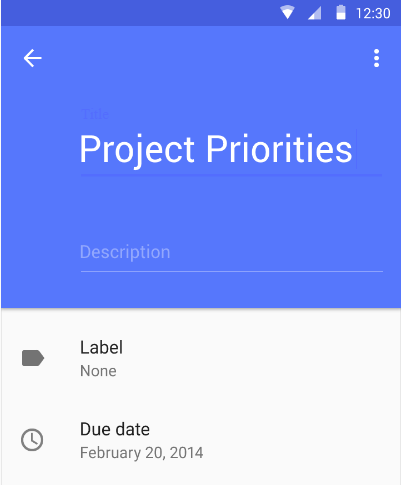 12:30
Title
Project Priorities
Description
Label
None
Due date
February 20, 2014